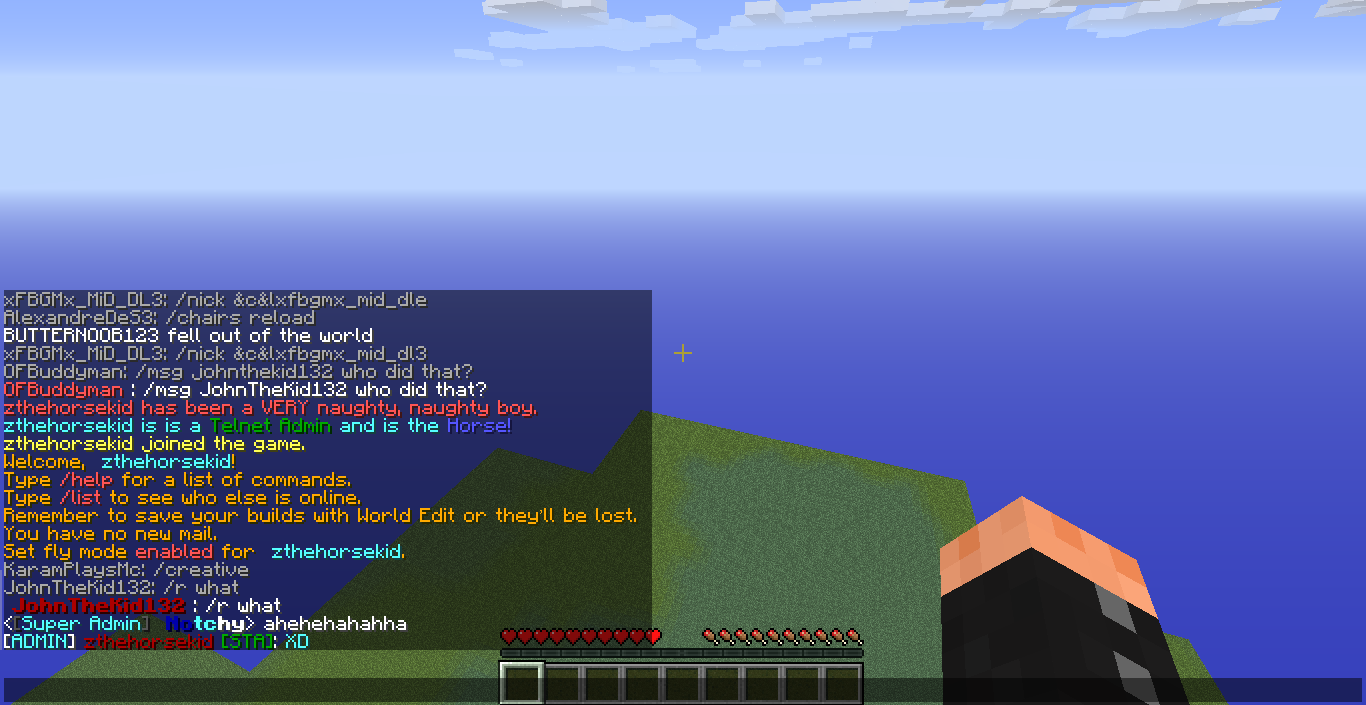 xFBGMx_MiD_DL3: /nick &c&lxfbgmx_mid_dle
AlexandreDe53: /chairs reload
BUTTERNOOB123 fell out of the world
xFBGMx_MiD_DL3: /nick &c&lxfbgmx_mid_dl3
OFBuddyman: /msg johnthekid132 who did that?
OFBuddyman : /msg JohnTheKid132 who did that?
zthehorsekid has been a VERY naughty, naughty boy.
zthehorsekid is is a Telnet Admin and is the Horse!
zthehorsekid joined the game.
Welcome, zthehorsekid!
Type /help for a list of commands.
Type /list to see who else is online.
Remember to save your builds with World Edit or they'll be lost.
You have no new mail.
Set fly mode enabled for zthehorsekid.
KaramPlaysMc: /creative
JohnTheKid132: /r what
JohnTheKid132 : /r what
<[Super Admin] Notchy> ahehehahahha
[ADMIN] zthehorsekid [STA]: XD